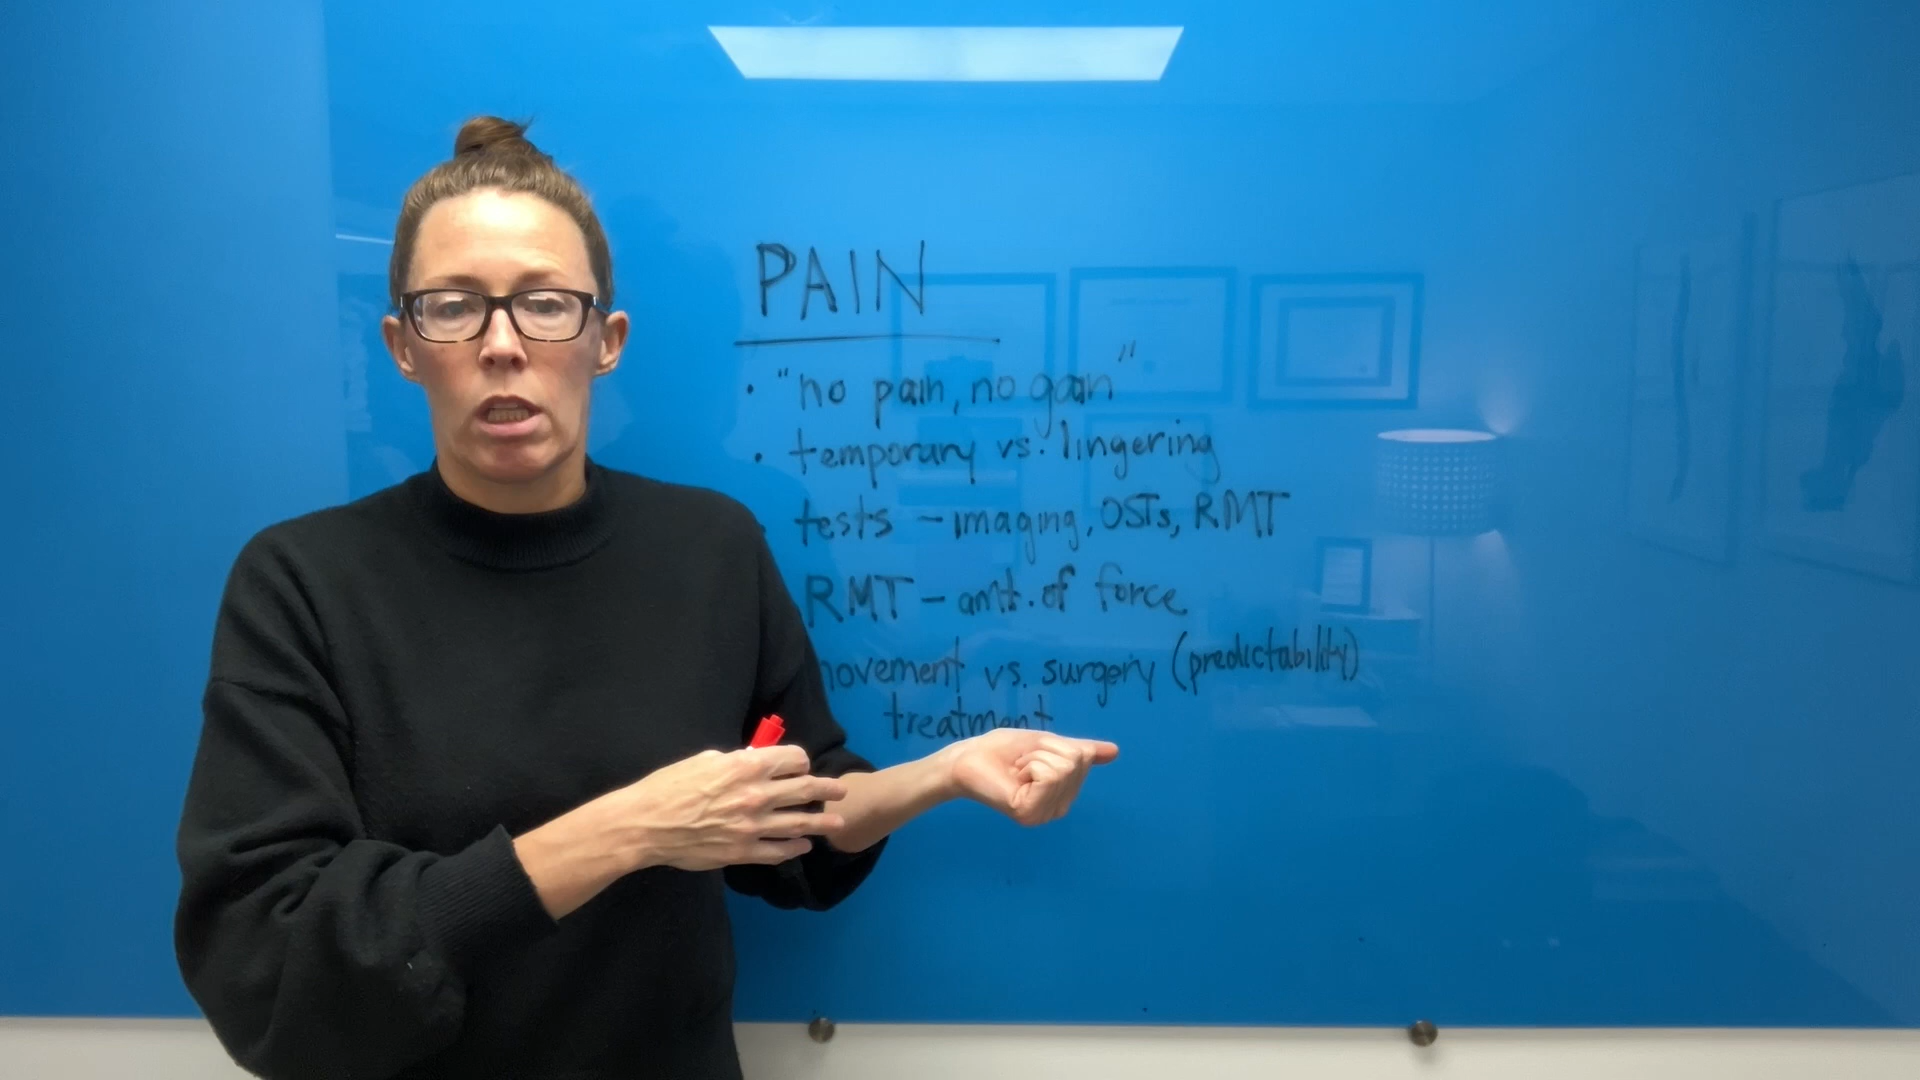 PAIN
• "no pain, no gain"
• temporary vs. lingering
• tests - imaging, OSTs, RMT
RMT - amt. of force
movement vs. surgery (predictability)
treatment